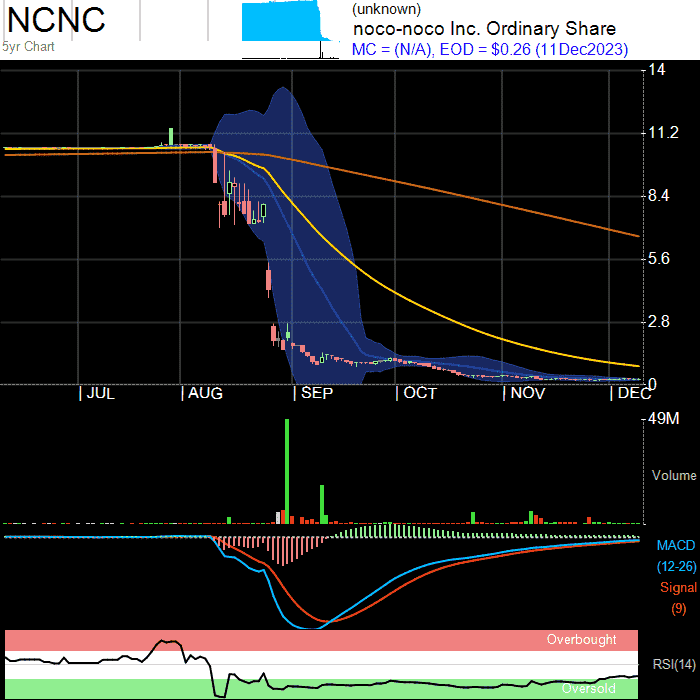 NCNC
5yr Chart
(unknown)
noco-noco Inc. Ordinary Share
MC = (N/A), EOD = $0.26 (11Dec2023)
14
11.2
8.4
5.6
2.8
0
JUL AUG SEP OCT NOV DEC
49M
Volume
MACD
(12-26)
Signal
(9)
Overbought
RSI(14)
Oversold